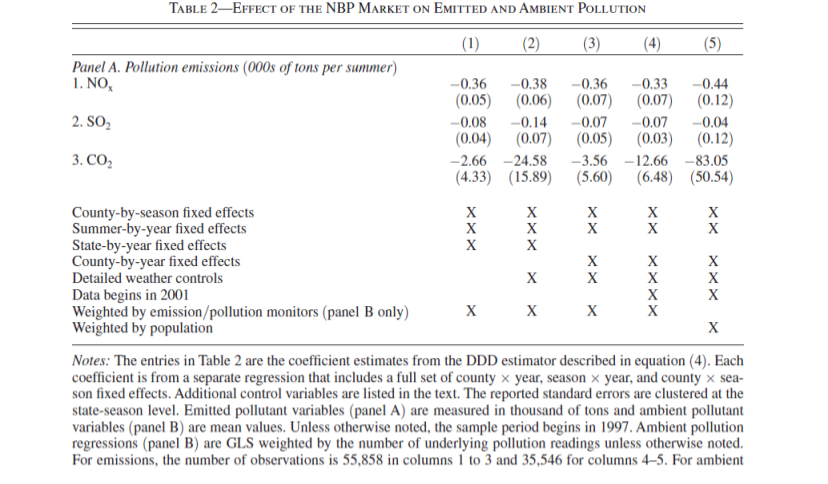 TABLE 2—EFFECT OF THE NBP MARKET ON EMITTED AND AMBIENT POLLUTION
(1) (2) (3) (4) (5)
Panel A. Pollution emissions (000s of tons per summer)
1. NOₓ −0.36 −0.38 −0.36 −0.33 −0.44
(0.05) (0.06) (0.07) (0.07) (0.12)
2. SO₂ −0.08 −0.14 −0.07 −0.07 −0.04
(0.04) (0.07) (0.05) (0.03) (0.12)
3. CO₂ −2.66 −24.58 −3.56 −12.66 −83.05
(4.33) (15.89) (5.60) (6.48) (50.54)
County-by-season fixed effects X X X X X
Summer-by-year fixed effects X X X X X
State-by-year fixed effects X X
County-by-year fixed effects X X X
Detailed weather controls X X X X
Data begins in 2001 X X
Weighted by emission/pollution monitors (panel B only) X X X X
Weighted by population X
Notes: The entries in Table 2 are the coefficient estimates from the DDD estimator described in equation (4). Each
coefficient is from a separate regression that includes a full set of county × year, season × year, and county × sea-
son fixed effects. Additional control variables are listed in the text. The reported standard errors are clustered at the
state-season level. Emitted pollutant variables (panel A) are measured in thousand of tons and ambient pollutant
variables (panel B) are mean values. Unless otherwise noted, the sample period begins in 1997. Ambient pollution
regressions (panel B) are GLS weighted by the number of underlying pollution readings unless otherwise noted.
For emissions, the number of observations is 55,858 in columns 1 to 3 and 35,546 for columns 4–5. For ambient